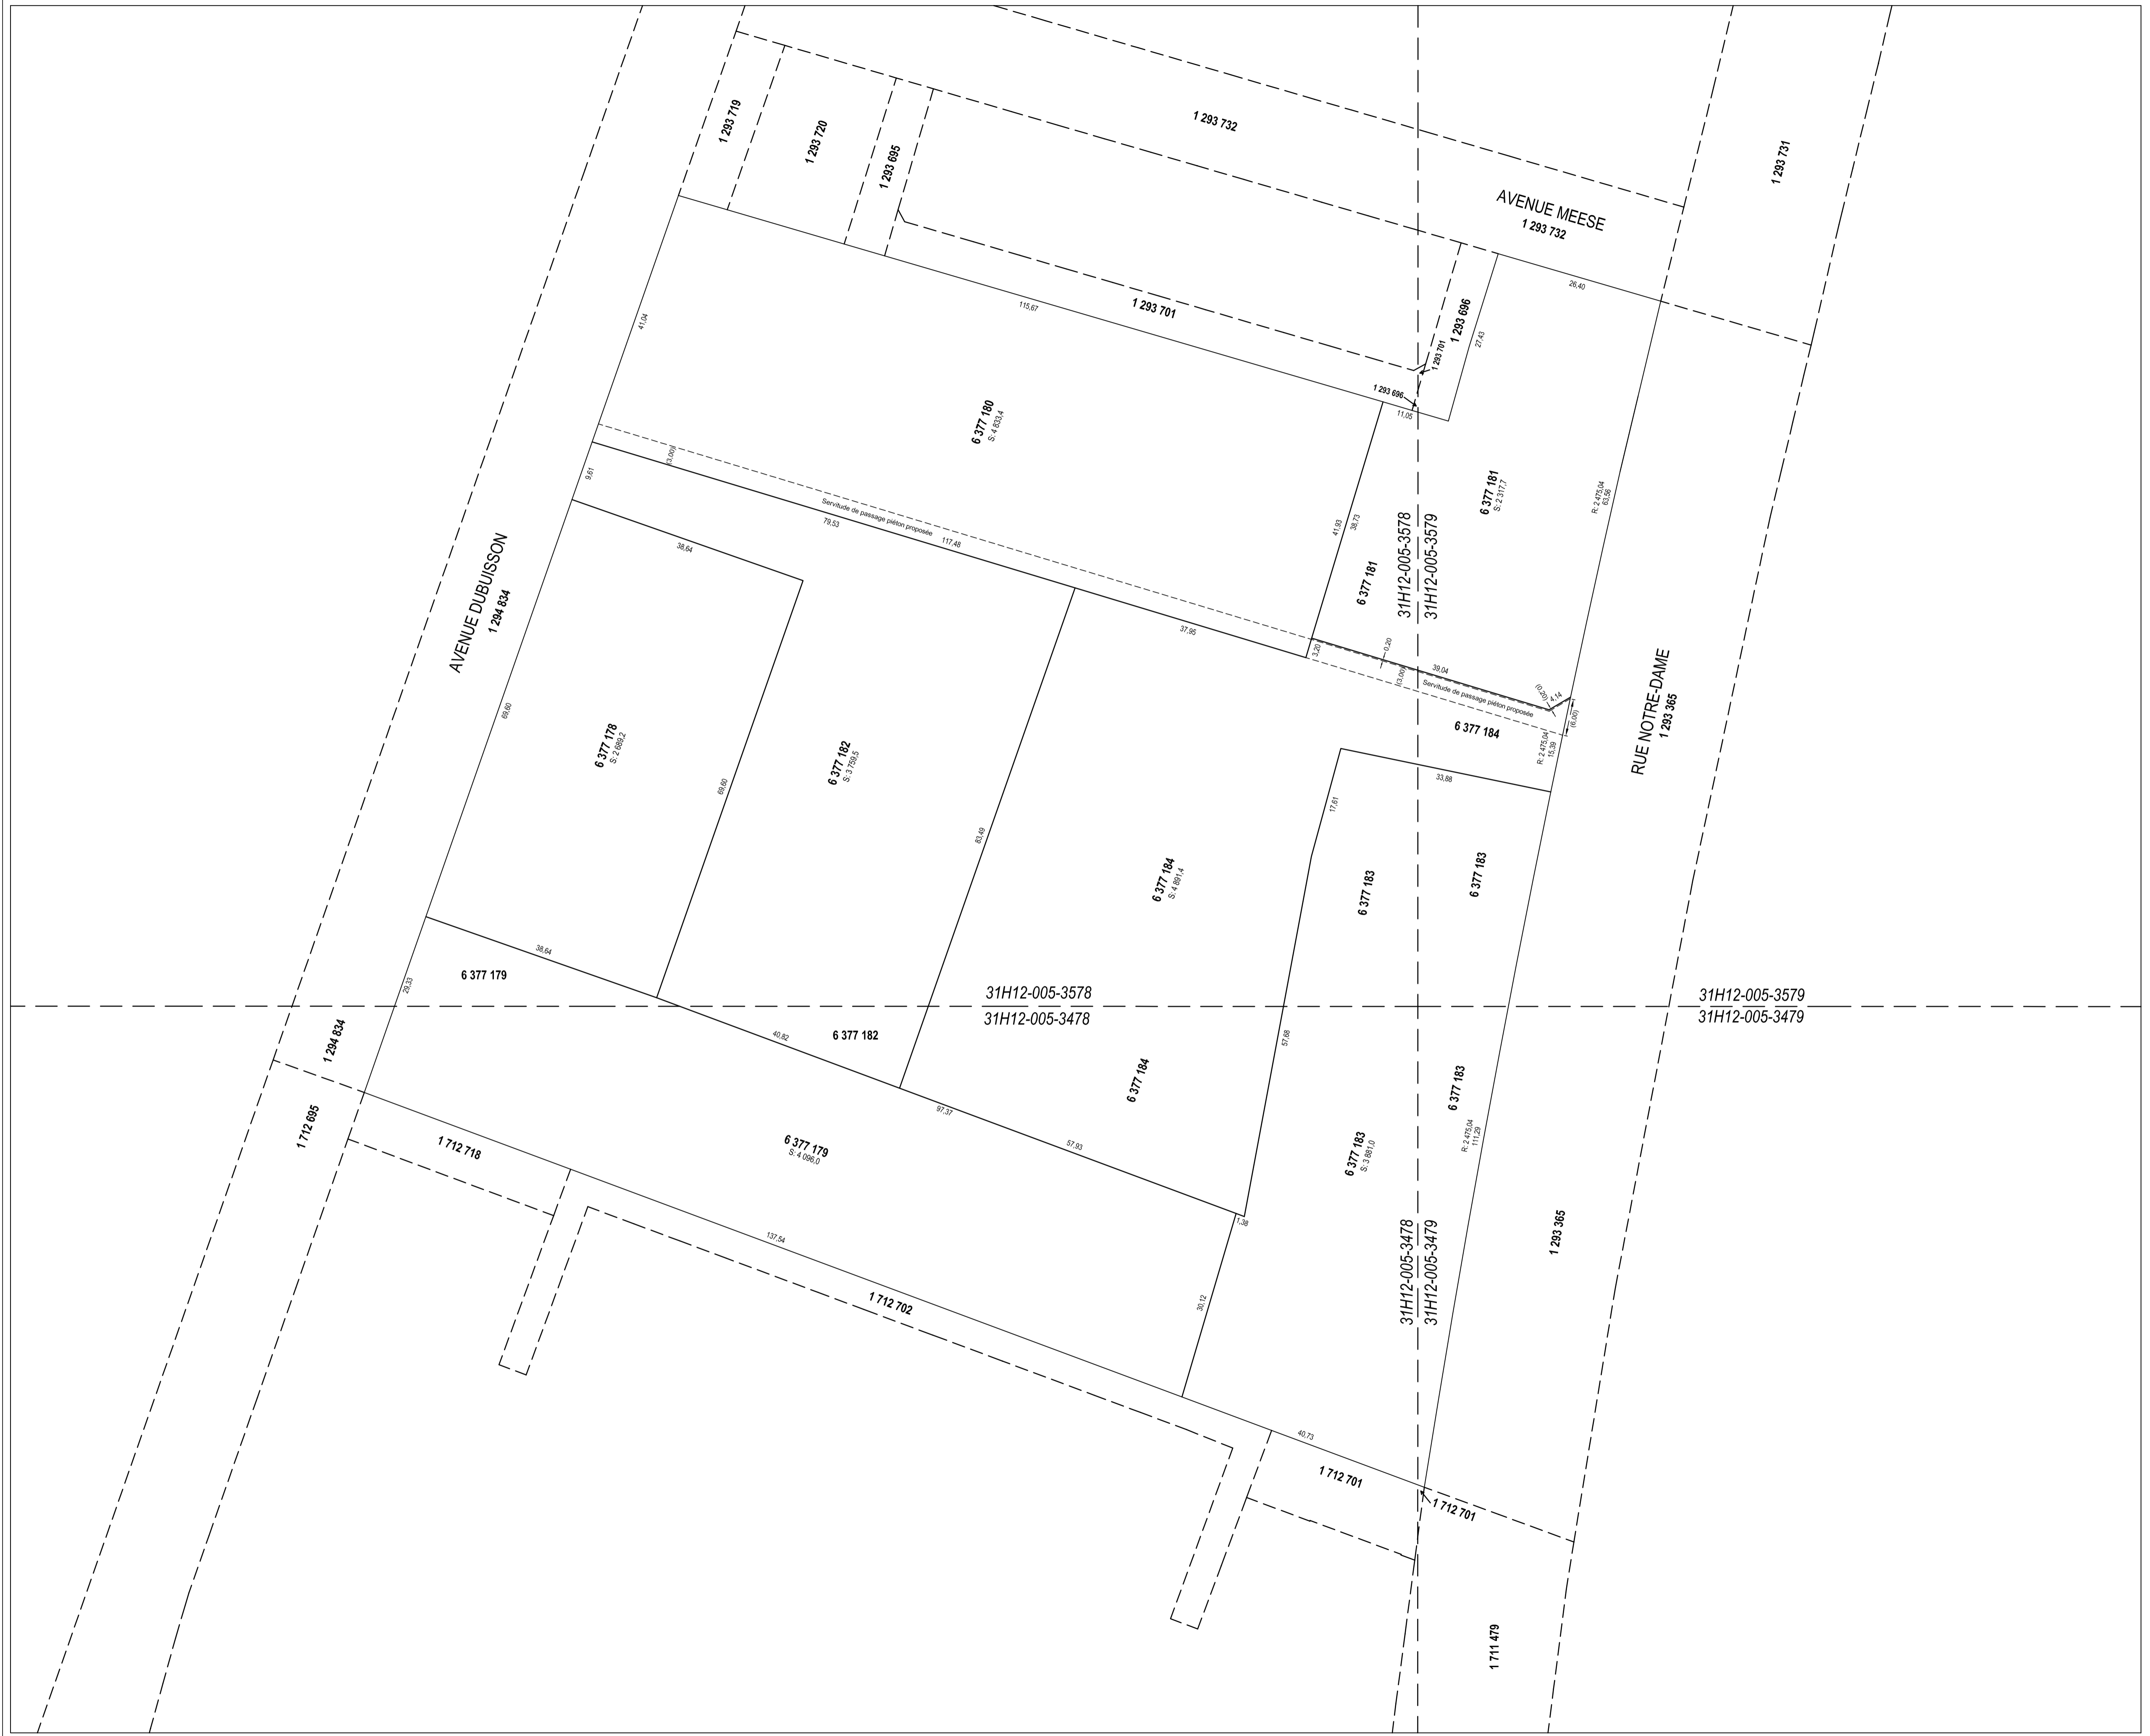 1 293 719
1 293 720
1 293 695
1 293 732
1 293 731
AVENUE MEESE
1 293 732
26,40
41,04
115,67
1 293 701
1 293 696
27,43
1 293 701
1 293 696
11,05
6 377 180
S: 4 833,4
6 377 181
S: 2 317,7
R: 2 475,04
63,56
9,61
(3,00)
Servitude de passage piéton proposée
79,53
117,48
38,64
41,93
38,73
31H12-005-3578
31H12-005-3579
6 377 181
AVENUE DUBUISSON
1 294 834
37,95
3,20
0,20
39,04
(3,00)
Servitude de passage piéton proposée
(0,20)
4,14
(6,00)
6 377 184
R: 2 475,04
15,39
RUE NOTRE-DAME
1 293 365
69,60
6 377 178
S: 2 689,2
6 377 182
S: 3 759,5
69,60
83,49
17,61
33,88
6 377 184
S: 4 891,4
6 377 183
6 377 183
38,64
6 377 179
29,33
31H12-005-3578
31H12-005-3478
31H12-005-3579
31H12-005-3479
1 294 834
40,82
6 377 182
57,68
6 377 184
6 377 183
R: 2 475,04
111,29
1 712 695
1 712 718
6 377 179
S: 4 096,0
97,37
57,93
6 377 183
S: 3 881,0
1,38
137,54
31H12-005-3478
31H12-005-3479
1 293 365
1 712 702
30,12
40,73
1 712 701
1 712 701
1 711 479